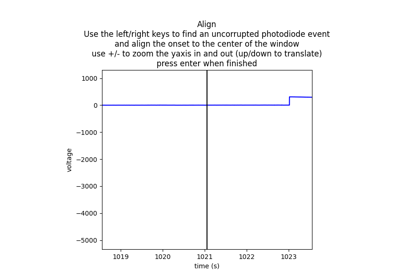 Align
Use the left/right keys to find an uncorrupted photodiode event
and align the onset to the center of the window
use +/- to zoom the yaxis in and out (up/down to translate)
press enter when finished
1000
0
−1000
−2000
−3000
−4000
−5000
voltage
1019 1020 1021 1022 1023
time (s)